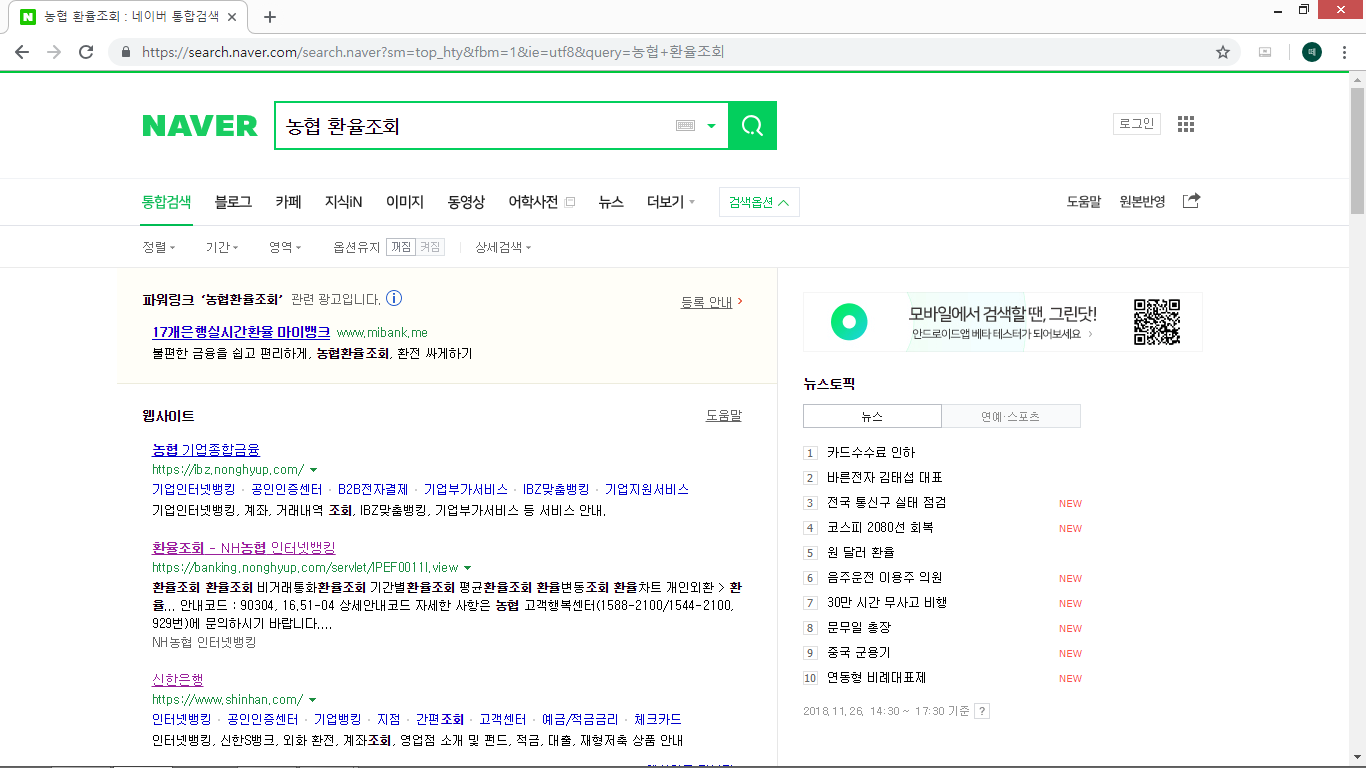 농협 환율조회 : 네이버 통합검색
https://search.naver.com/search.naver?sm=top_hty&fbm=1&ie=utf8&query=농협+환율조회
떼
NAVER
농협 환율조회
로그인
통합검색 블로그 카페 지식iN 이미지 동영상 어학사전 뉴스 더보기 검색옵션 도움말 원본반영
정렬 기간 영역 옵션유지 꺼짐 켜짐 상세검색
파워링크 '농협환율조회' 관련 광고입니다. 등록 안내
17개은행실시간환율 마이뱅크 www.mibank.me
불편한 금융을 쉽고 편리하게, 농협환율조회, 환전 싸게하기
웹사이트 도움말
농협 기업종합금융
https://ibz.nonghyup.com/
기업인터넷뱅킹 · 공인인증센터 · B2B전자결제 · 기업부가서비스 · IBZ맞춤뱅킹 · 기업지원서비스
기업인터넷뱅킹, 계좌, 거래내역 조회, IBZ맞춤뱅킹, 기업부가서비스 등 서비스 안내.
환율조회 - NH농협 인터넷뱅킹
https://banking.nonghyup.com/servlet/IPEF0011I.view
환율조회 환율조회 비거래통화환율조회 기간별환율조회 평균환율조회 환율변동조회 환율차트 개인외환 > 환
율... 안내코드 : 90304, 16,51-04 상세안내코드 자세한 사항은 농협 고객행복센터(1588-2100/1544-2100,
929번)에 문의하시기 바랍니다....
NH농협 인터넷뱅킹
신한은행
https://www.shinhan.com/
인터넷뱅킹 · 공인인증센터 · 기업뱅킹 · 지점 · 간편조회 · 고객센터 · 예금/적금금리 · 체크카드
인터넷뱅킹, 신한S뱅크, 외화 환전, 계좌조회, 영업점 소개 및 펀드, 적금, 대출, 재형저축 상품 안내
모바일에서 검색할 땐, 그린닷!
안드로이드앱 베타 테스터가 되어보세요 >
뉴스토픽
뉴스 연예·스포츠
1 카드수수료 인하
2 바른전자 김태섭 대표
3 전국 통신구 실태 점검 NEW
4 코스피 2080선 회복 NEW
5 원 달러 환율
6 음주운전 이용주 의원 NEW
7 30만 시간 무사고 비행 NEW
8 문무일 총장 NEW
9 중국 군용기 NEW
10 연동형 비례대표제 NEW
2018.11.26. 14:30 ~ 17:30 기준 ?